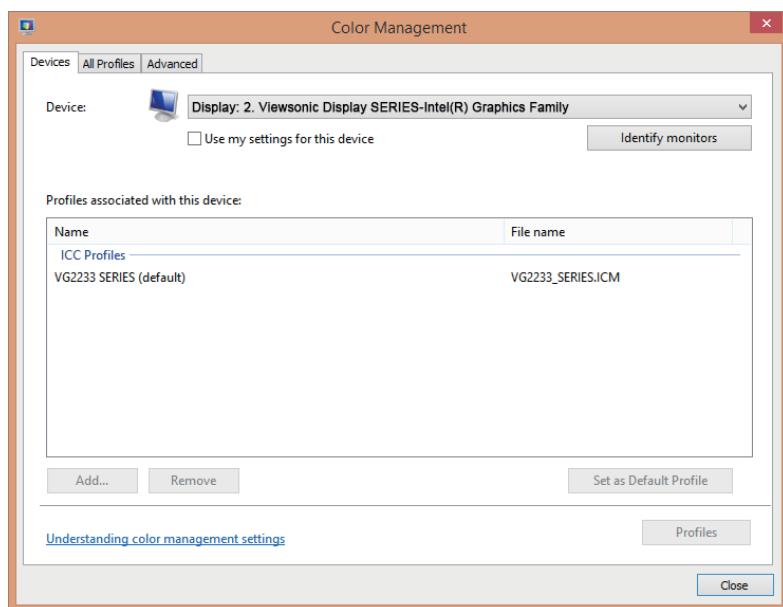 Color Management
Devices All Profiles Advanced
Device: Display: 2. Viewsonic Display SERIES-Intel(R) Graphics Family
Use my settings for this device Identify monitors
Profiles associated with this device:
Name File name
ICC Profiles
VG2233 SERIES (default) VG2233_SERIES.ICM
Add... Remove Set as Default Profile
Understanding color management settings Profiles
Close